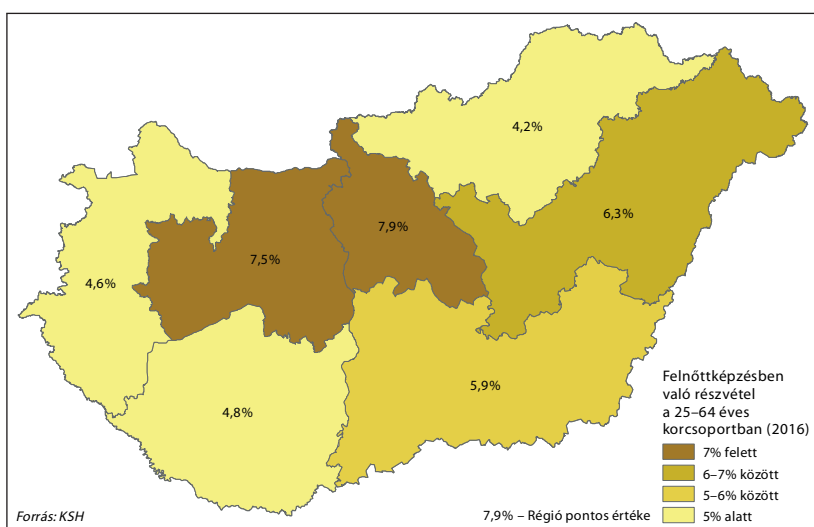 4,2%
6,3%
7,9%
7,5%
4,6%
5,9%
4,8%
Felnőttképzésben
való részvétel
a 25–64 éves
korcsoportban (2016)
7% felett
6–7% között
5–6% között
5% alatt
7,9% – Régió pontos értéke
Forrás: KSH